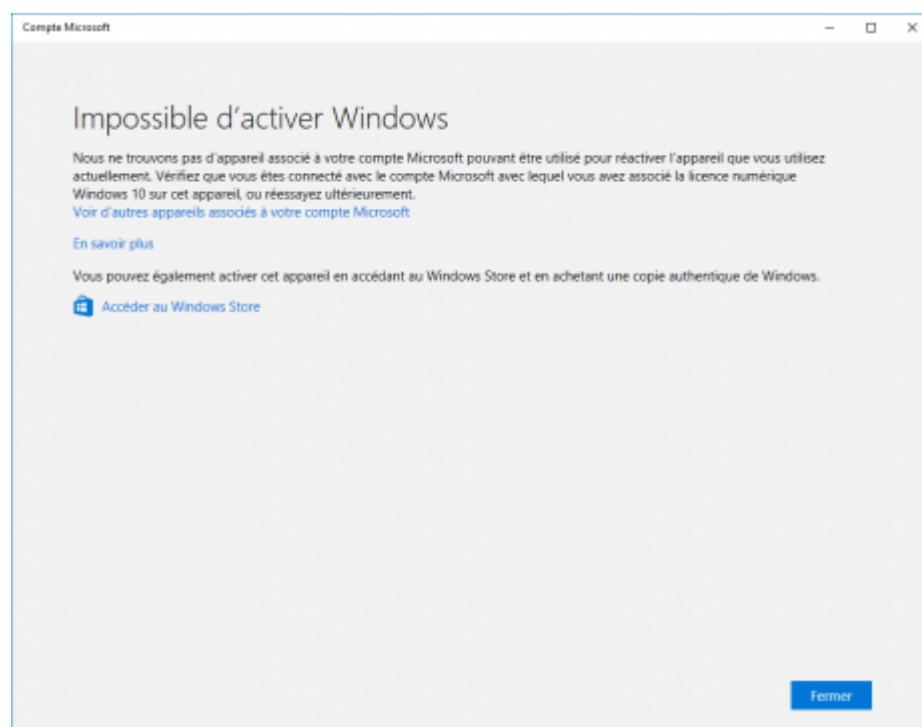 Compte Microsoft
Impossible d'activer Windows
Nous ne trouvons pas d'appareil associé à votre compte Microsoft pouvant être utilisé pour réactiver l'appareil que vous utilisez
actuellement. Vérifiez que vous êtes connecté avec le compte Microsoft avec lequel vous avez associé la licence numérique
Windows 10 sur cet appareil, ou réessayez ultérieurement.
Voir d'autres appareils associés à votre compte Microsoft
En savoir plus
Vous pouvez également activer cet appareil en accédant au Windows Store et en achetant une copie authentique de Windows.
Accéder au Windows Store
Fermer